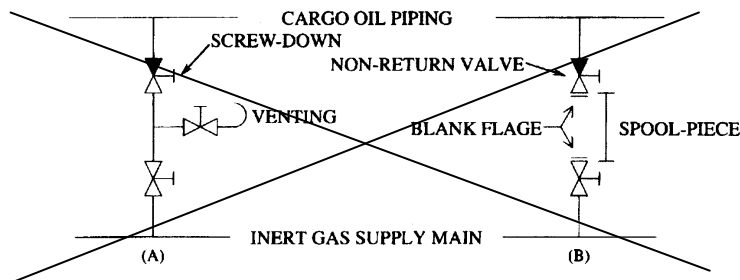 CARGO OIL PIPING
SCREW-DOWN
NON-RETURN VALVE
VENTING
BLANK FLAGE
SPOOL-PIECE
INERT GAS SUPPLY MAIN
(A)
(B)